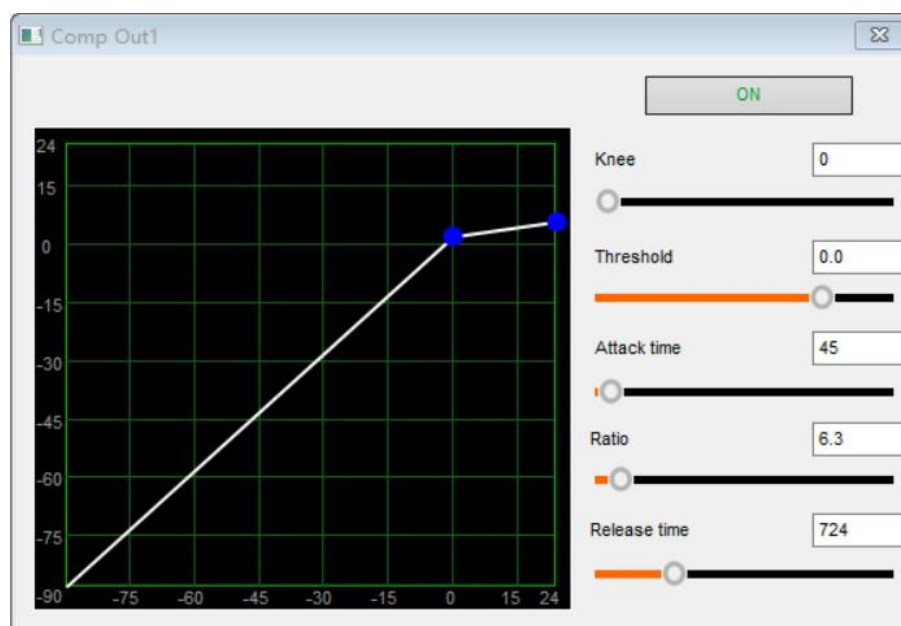 Comp Out1
ON
24
15
0
-15
-30
-45
-60
-75
-90 -75 -60 -45 -30 -15 0 15 24
Knee 0
Threshold 0.0
Attack time 45
Ratio 6.3
Release time 724